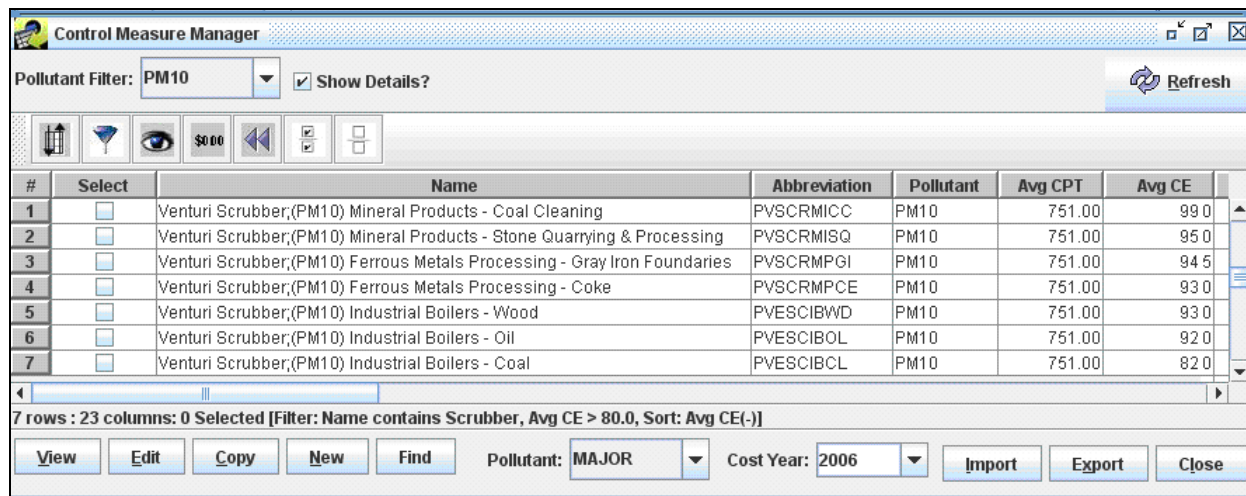 Control Measure Manager
Pollutant Filter: PM10 Show Details? Refresh
$0.00
# Select Name Abbreviation Pollutant Avg CPT Avg CE
1 Venturi Scrubber;(PM10) Mineral Products - Coal Cleaning PVSCRMICC PM10 751.00 99.0
2 Venturi Scrubber;(PM10) Mineral Products - Stone Quarrying & Processing PVSCRMISQ PM10 751.00 95.0
3 Venturi Scrubber;(PM10) Ferrous Metals Processing - Gray Iron Foundaries PVSCRMPGI PM10 751.00 94.5
4 Venturi Scrubber;(PM10) Ferrous Metals Processing - Coke PVSCRMPCE PM10 751.00 93.0
5 Venturi Scrubber;(PM10) Industrial Boilers - Wood PVESCIBWD PM10 751.00 93.0
6 Venturi Scrubber;(PM10) Industrial Boilers - Oil PVESCIBOL PM10 751.00 92.0
7 Venturi Scrubber;(PM10) Industrial Boilers - Coal PVESCIBCL PM10 751.00 82.0
7 rows : 23 columns: 0 Selected [Filter: Name contains Scrubber, Avg CE > 80.0, Sort: Avg CE(-)]
View Edit Copy New Find Pollutant: MAJOR Cost Year: 2006 Import Export Close